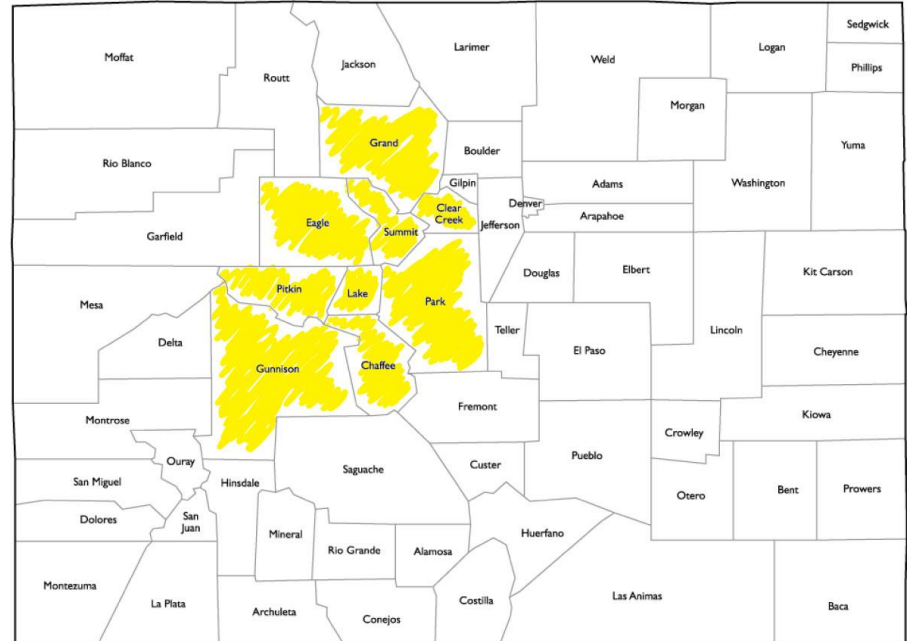 Sedgwick
Moffat
Larimer
Logan
Jackson
Weld
Phillips
Routt
Morgan
Grand
Yuma
Boulder
Rio Blanco
Gilpin
Adams
Washington
Clear
Creek
Denver
Arapahoe
Eagle
Summit
Jefferson
Garfield
Douglas
Elbert
Kit Carson
Pitkin
Lake
Park
Mesa
Teller
Lincoln
Delta
El Paso
Cheyenne
Gunnison
Chaffee
Fremont
Montrose
Kiowa
Crowley
Ouray
Saguache
Custer
Pueblo
San Miguel
Hinsdale
Otero
Bent
Prowers
Dolores
San
Juan
Mineral
Huerfano
Rio Grande
Alamosa
Montezuma
La Plata
Archuleta
Conejos
Costilla
Las Animas
Baca